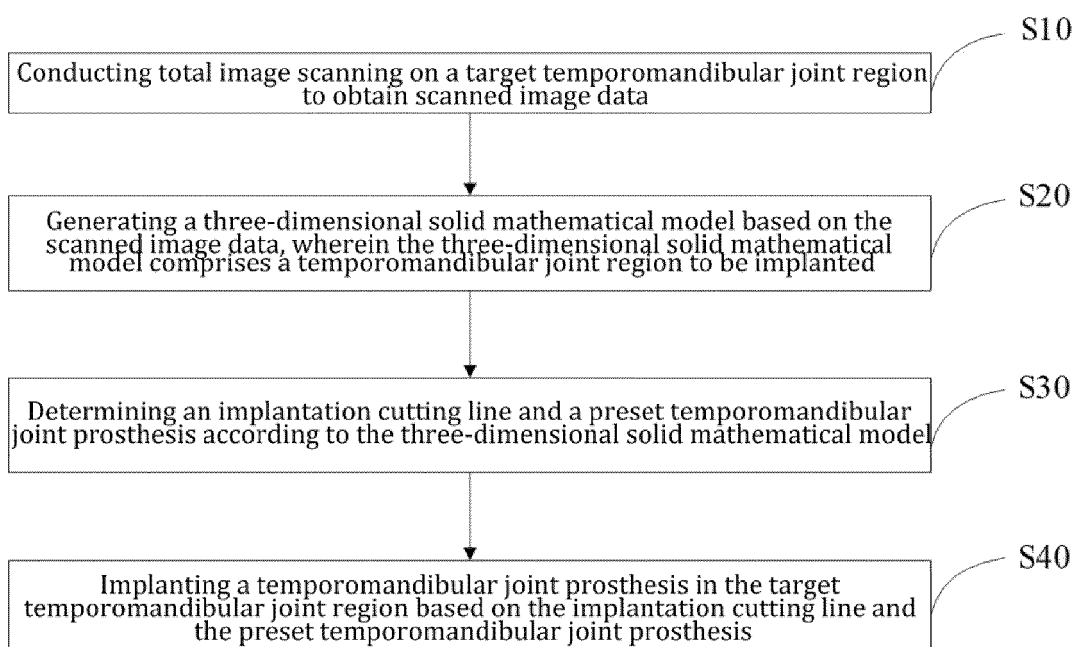 S10
Conducting total image scanning on a target temporomandibular joint region
to obtain scanned image data
S20
Generating a three-dimensional solid mathematical model based on the
scanned image data, wherein the three-dimensional solid mathematical
model comprises a temporomandibular joint region to be implanted
S30
Determining an implantation cutting line and a preset temporomandibular
joint prosthesis according to the three-dimensional solid mathematical model
S40
Implanting a temporomandibular joint prosthesis in the target
temporomandibular joint region based on the implantation cutting line and
the preset temporomandibular joint prosthesis